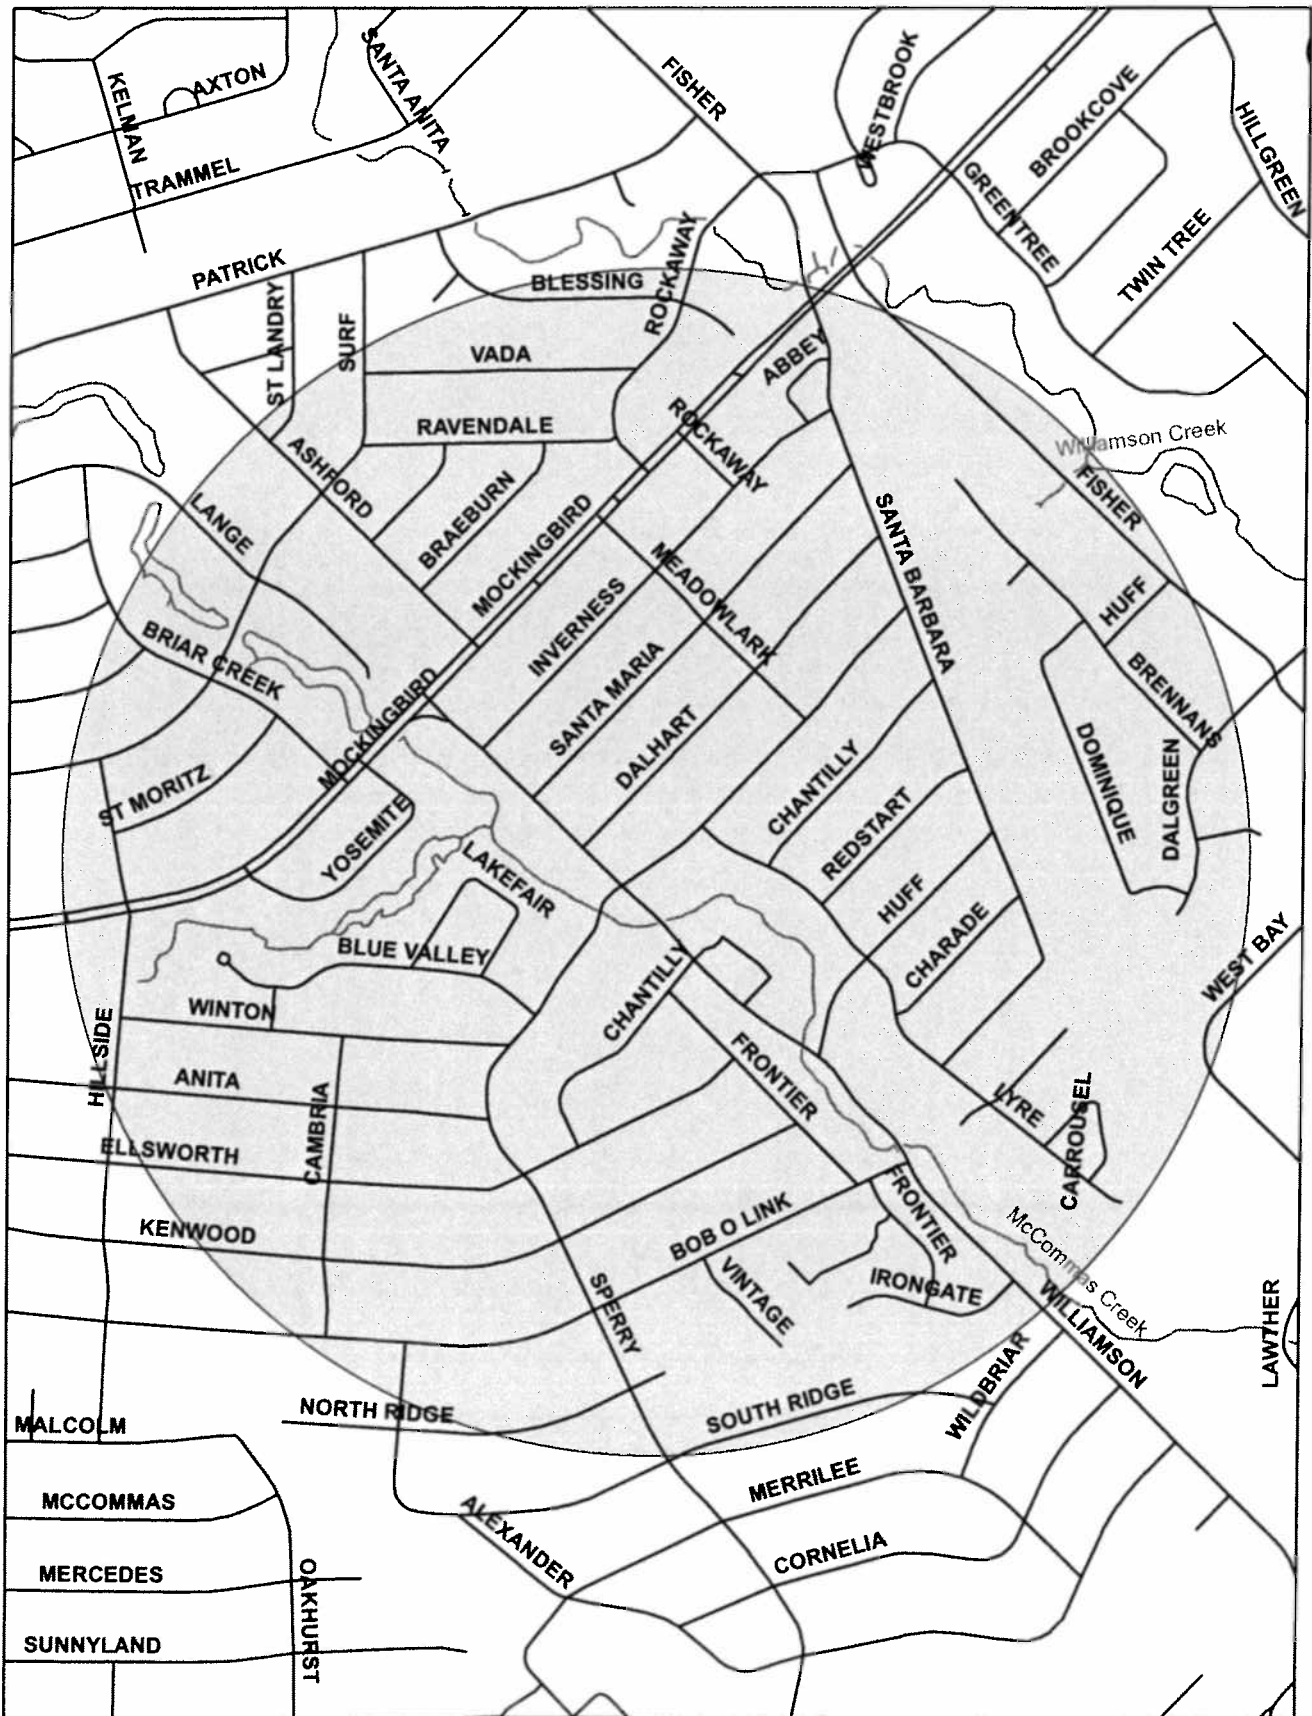 SANTA ANITA
FISHER
WESTBROOK
KELMAN
AXTON
BROOKCOVE
HILLGREEN
TRAMMEL
GREENTREE
TWIN TREE
PATRICK
ROCKAWAY
BLESSING
ST LANDRY
SURF
VADA
ABBEY
RAVENDALE
ROCKAWAY
Williamson Creek
ASHFORD
FISHER
LANGE
BRAEBURN
MOCKINGBIRD
SANTA BARBARA
MEADOWLARK
INVERNESS
HUFF
BRIAR CREEK
SANTA MARIA
BRENNANS
MOCKINGBIRD
DALHART
DOMINIQUE
DALGREEN
ST MORITZ
CHANTILLY
YOSEMITE
REDSTART
LAKEFAIR
HUFF
CHARADE
BLUE VALLEY
WEST BAY
CHANTILLY
WINTON
HILLSIDE
FRONTIER
ANITA
LYRE
CARROUSEL
CAMBRIA
ELLSWORTH
FRONTIER
KENWOOD
BOB O LINK
McCommas Creek
VINTAGE
IRONGATE
SPERRY
WILLIAMSON
LAWTHER
WILDBRIAR
NORTH RIDGE
SOUTH RIDGE
MALCOLM
MERRILEE
MCCOMMAS
ALEXANDER
CORNELIA
MERCEDES
OAKHURST
SUNNYLAND